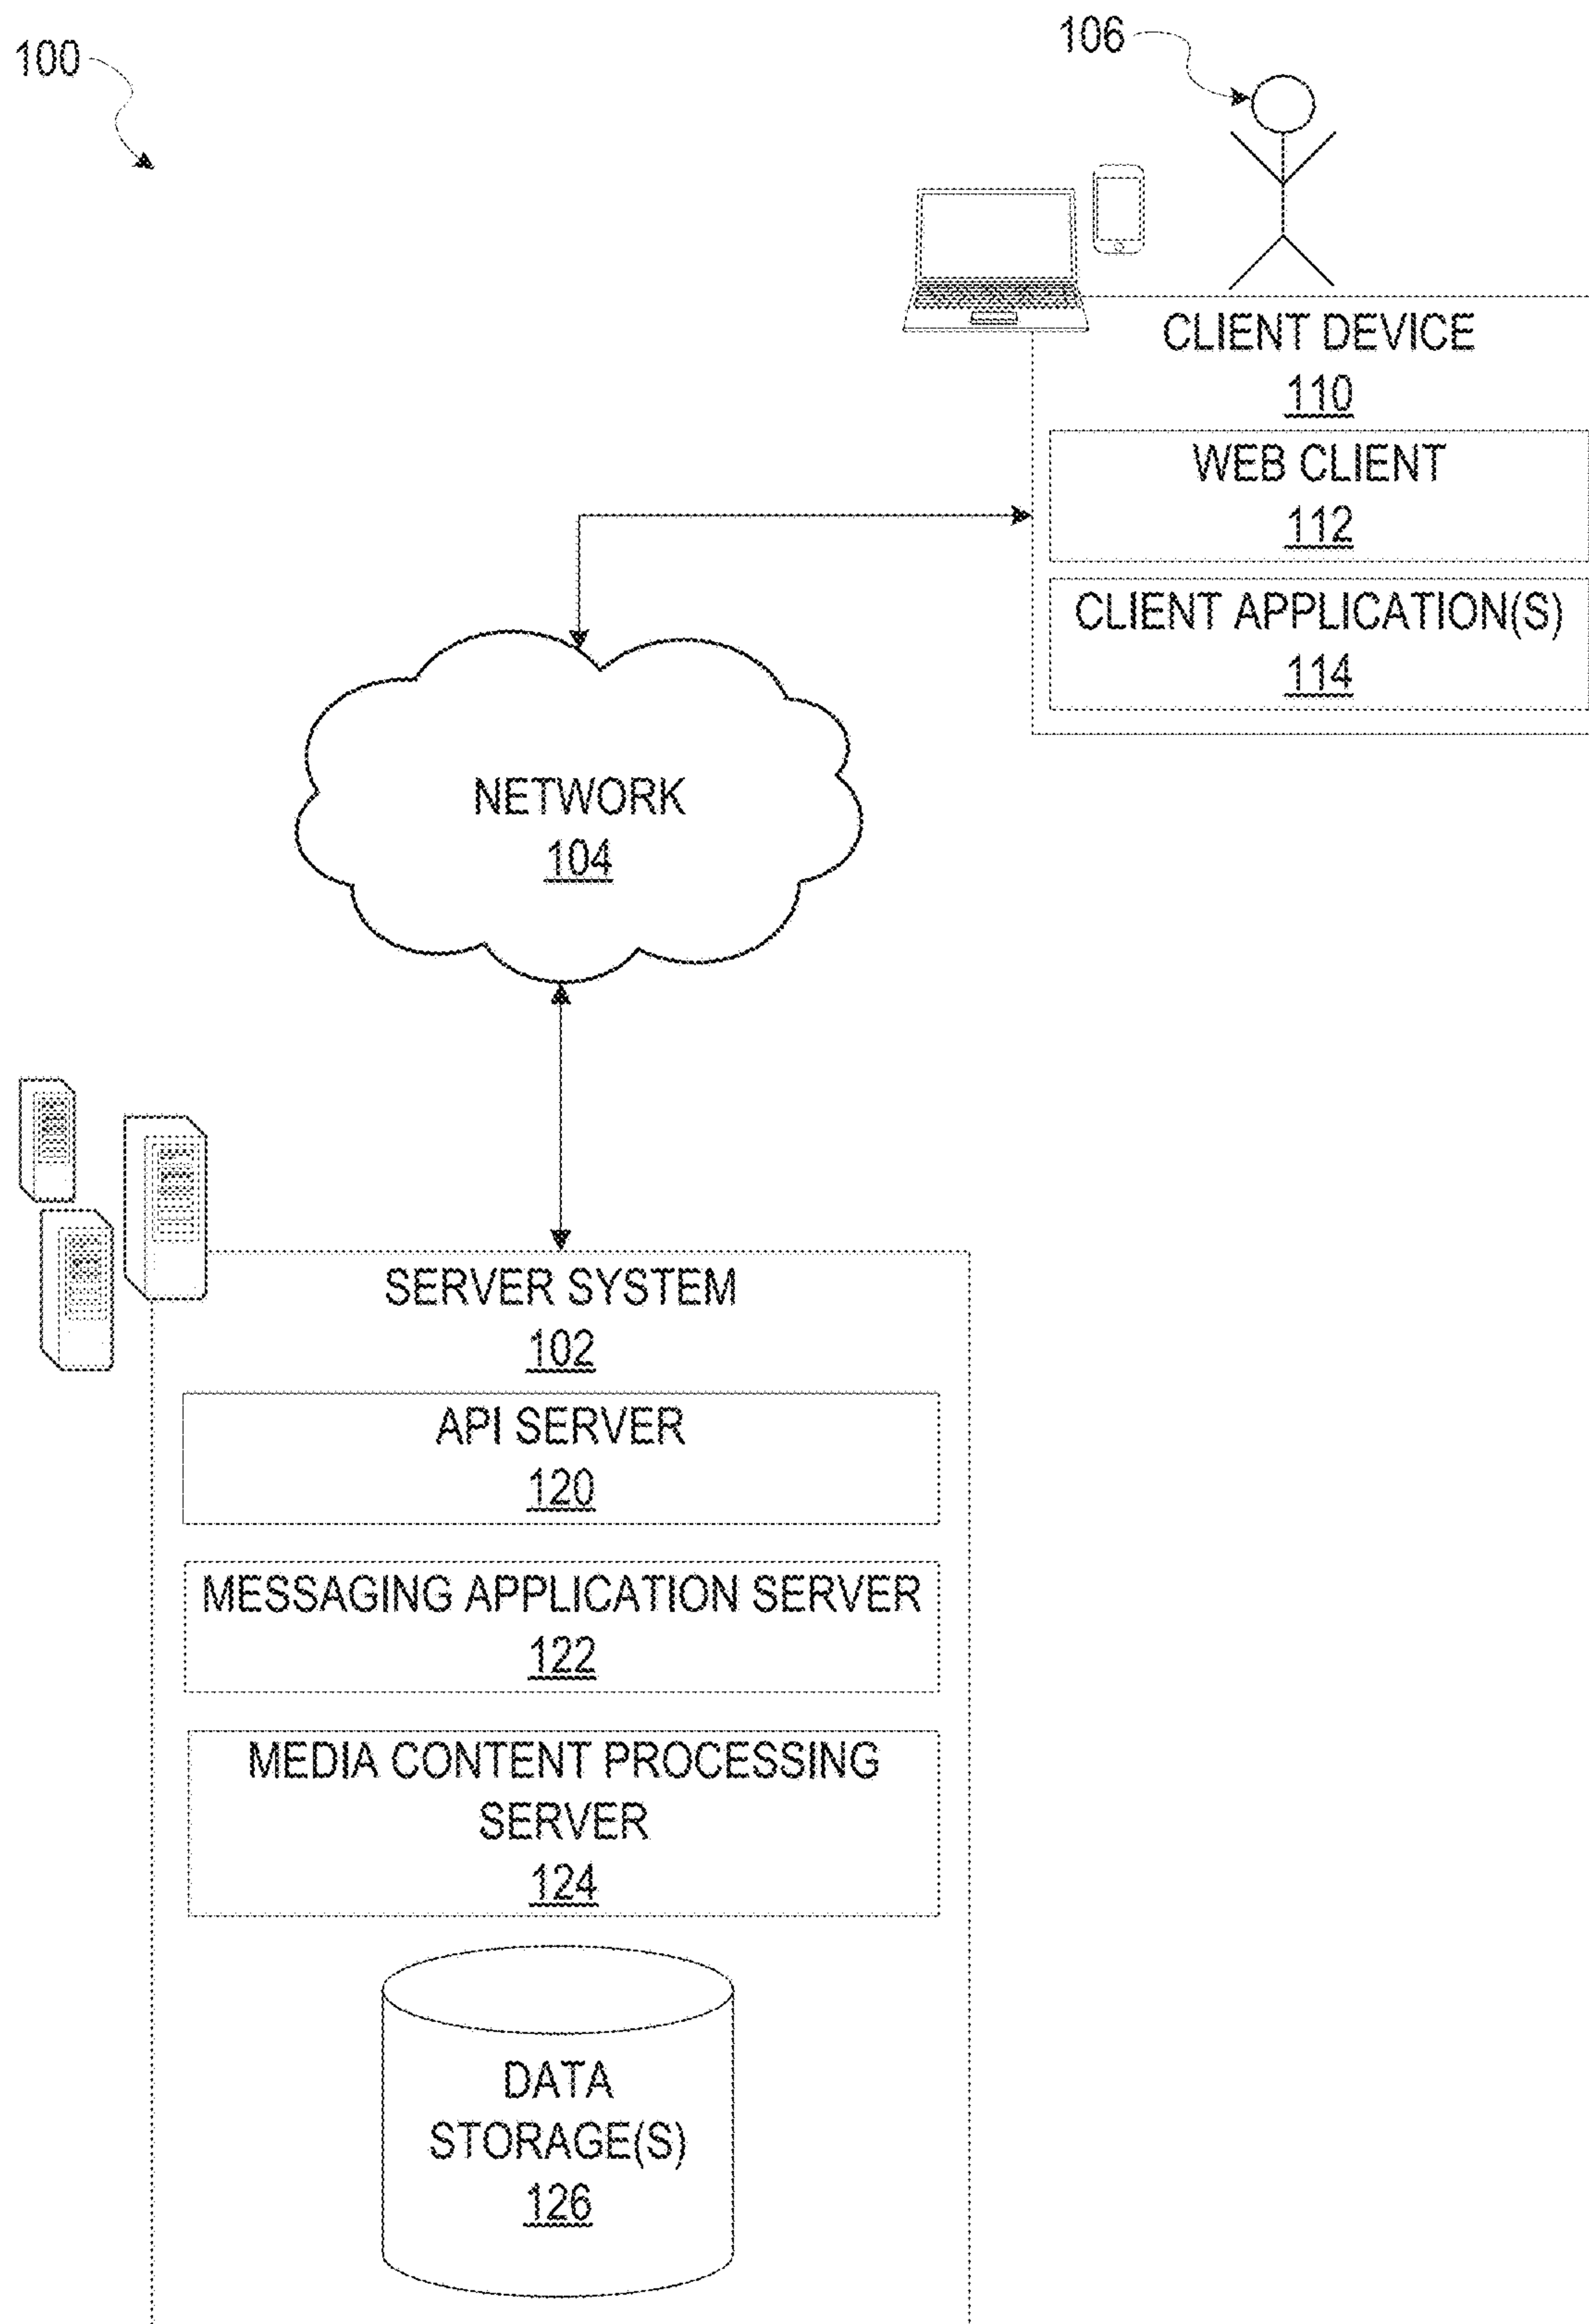 100
106
CLIENT DEVICE
110
WEB CLIENT
112
CLIENT APPLICATION(S)
114
NETWORK
104
SERVER SYSTEM
102
API SERVER
120
MESSAGING APPLICATION SERVER
122
MEDIA CONTENT PROCESSING
SERVER
124
DATA
STORAGE(S)
126